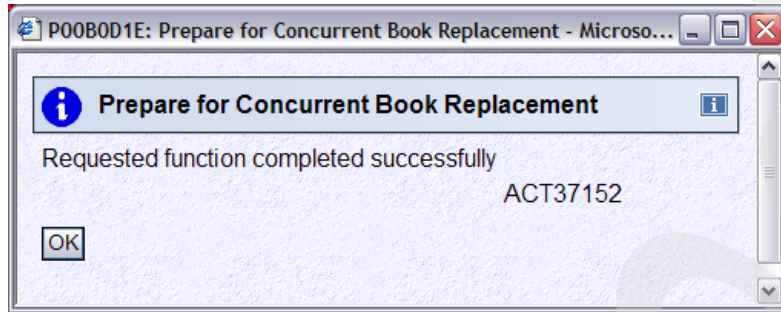 P00B0D1E: Prepare for Concurrent Book Replacement - Microso...
Prepare for Concurrent Book Replacement
Requested function completed successfully
ACT37152
OK